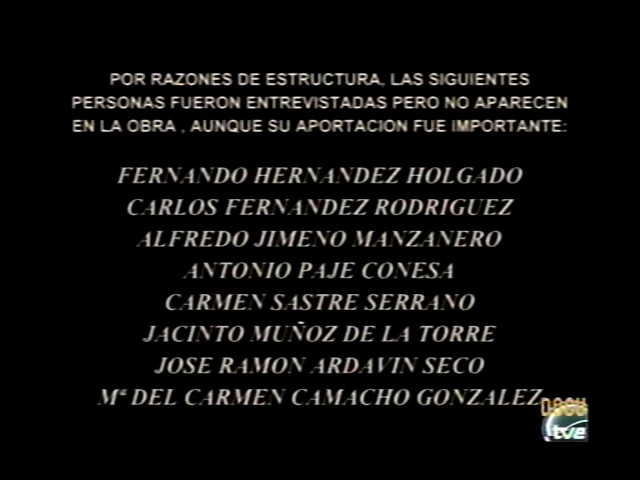 POR RAZONES DE ESTRUCTURA, LAS SIGUIENTES
PERSONAS FUERON ENTREVISTADAS PERO NO APARECEN
EN LA OBRA , AUNQUE SU APORTACION FUE IMPORTANTE:
FERNANDO HERNANDEZ HOLGADO
CARLOS FERNANDEZ RODRIGUEZ
ALFREDO JIMENO MANZANERO
ANTONIO PAJE CONESA
CARMEN SASTRE SERRANO
JACINTO MUÑOZ DE LA TORRE
JOSE RAMON ARDAVIN SECO
Mª DEL CARMEN CAMACHO GONZALEZ
DOCU
tve